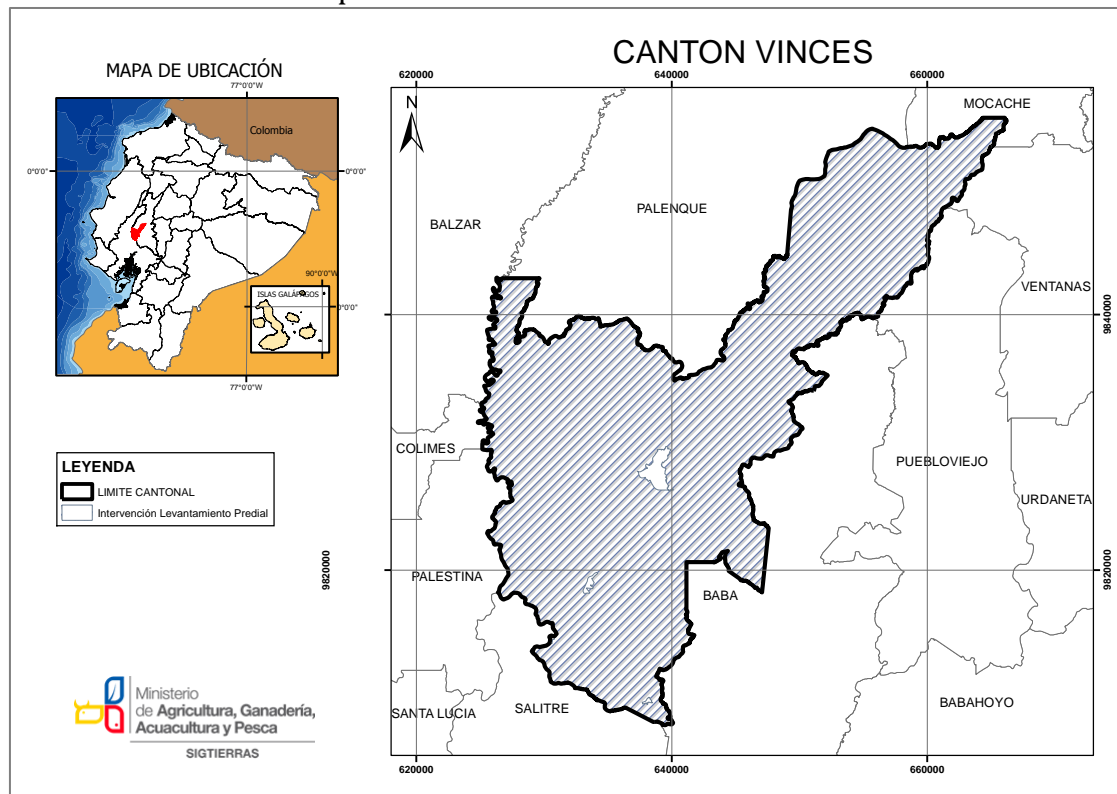 CANTON VINCES
MAPA DE UBICACIÓN
77°0'0"W
Colombia
0°0'0"
0°0'0"
90°0'0"W
ISLAS GALÁPAGOS
0°0'0"
77°0'0"W
LEYENDA
LIMITE CANTONAL
Intervención Levantamiento Predial
Ministerio
de Agricultura, Ganadería,
Acuacultura y Pesca
SIGTIERRAS
620000
640000
660000
N
MOCACHE
PALENQUE
BALZAR
VENTANAS
9840000
COLIMES
PUEBLOVIEJO
URDANETA
9820000
9820000
PALESTINA
BABA
SANTA LUCIA
SALITRE
BABAHOYO
620000
640000
660000